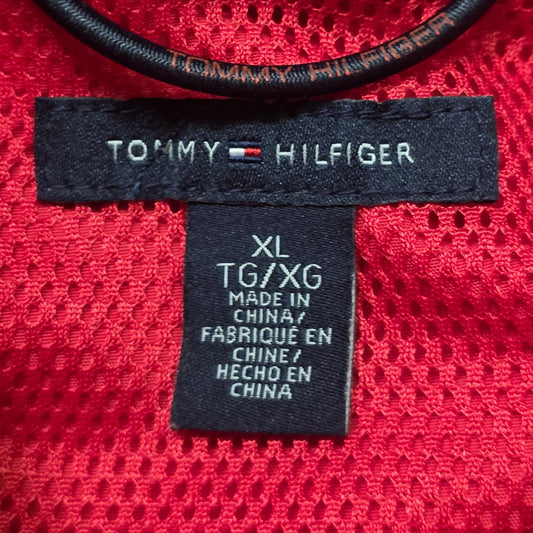 TOMMY HILFIGER
TOMMY HILFIGER
XL
TG/XG
MADE IN
CHINA/
FABRIQUÉ EN
CHINE/
HECHO EN
CHINA